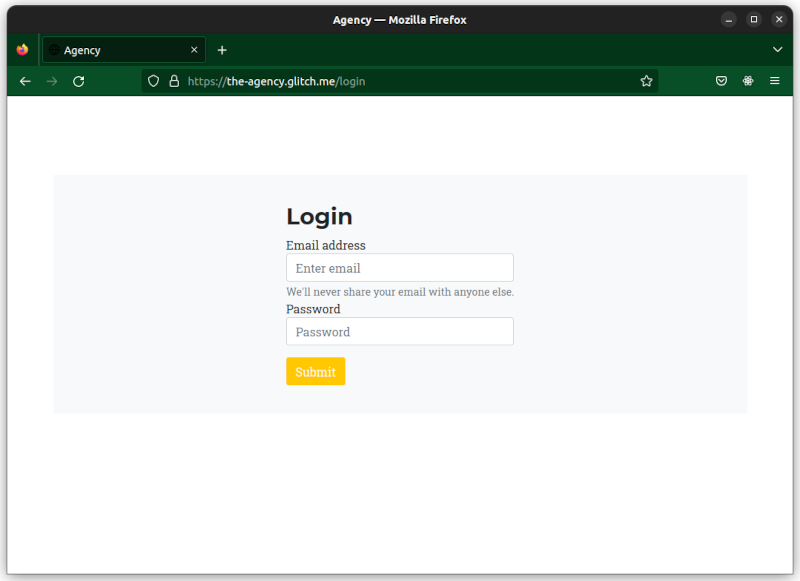 Agency — Mozilla Firefox
Agency
https://the-agency.glitch.me/login
Login
Email address
Enter email
We'll never share your email with anyone else.
Password
Password
Submit